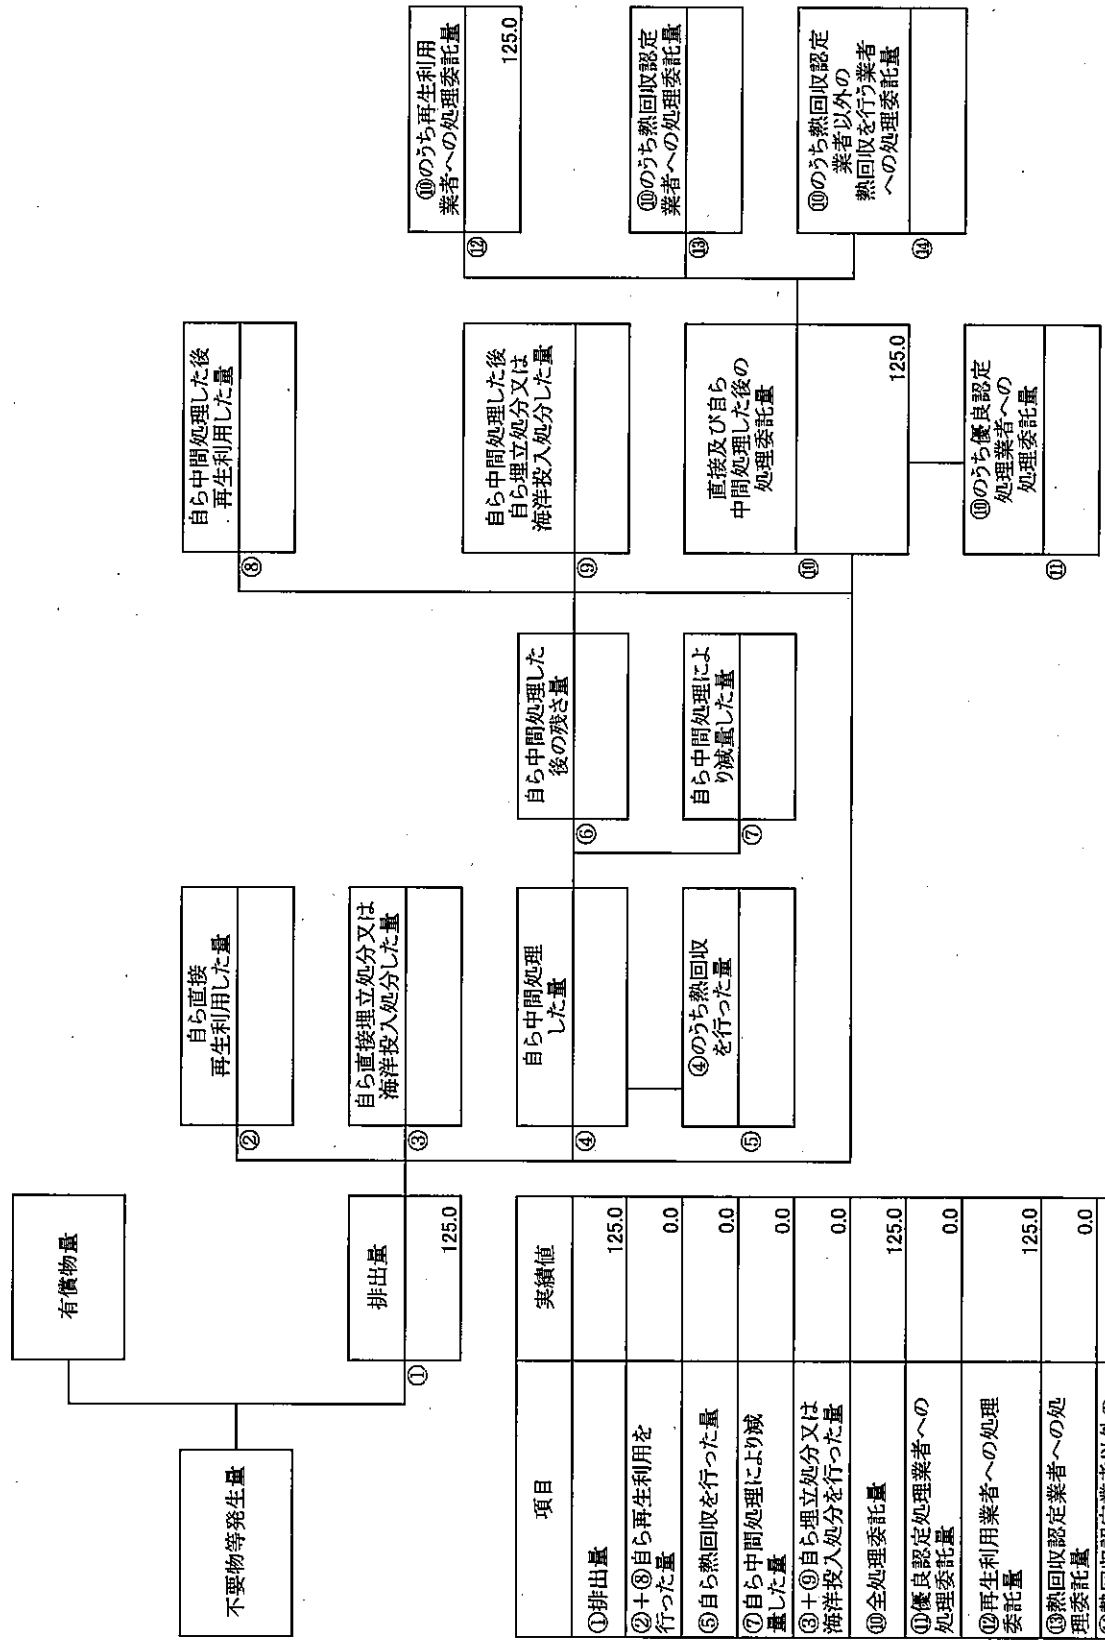 不要物等発生量
有償物量
排出量
①
125.0
自ら直接
再生利用した量
②
自ら直接埋立処分又は
海洋投入処分した量
③
自ら中間処理
した量
④
④のうち熱回収
を行った量
⑤
自ら中間処理した
後の残さ量
⑥
自ら中間処理によ
り減量した量
⑦
自ら中間処理した後
再生利用した量
⑧
自ら中間処理した後
自ら埋立処分又は
海洋投入処分した量
⑨
直接及び自ら
中間処理した後の
処理委託量
⑩
125.0
⑩のうち優良認定
処理業者への
処理委託量
⑪
⑩のうち再生利用
業者への処理委託量
⑫
125.0
⑩のうち熱回収認定
業者への処理委託量
⑬
⑩のうち熱回収認定
業者以外の
熱回収を行う業者
への処理委託量
⑭
項目 実績値
①排出量 125.0
②+⑧自ら再生利用を
行った量 0.0
⑤自ら熱回収を行った量 0.0
⑦自ら中間処理により減
量した量 0.0
③+⑨自ら埋立処分又は
海洋投入処分を行った量 0.0
⑩全処理委託量 125.0
⑪優良認定処理業者への
処理委託量 0.0
⑫再生利用業者への処理
委託量 125.0
⑬熱回収認定業者への処
理委託量 0.0